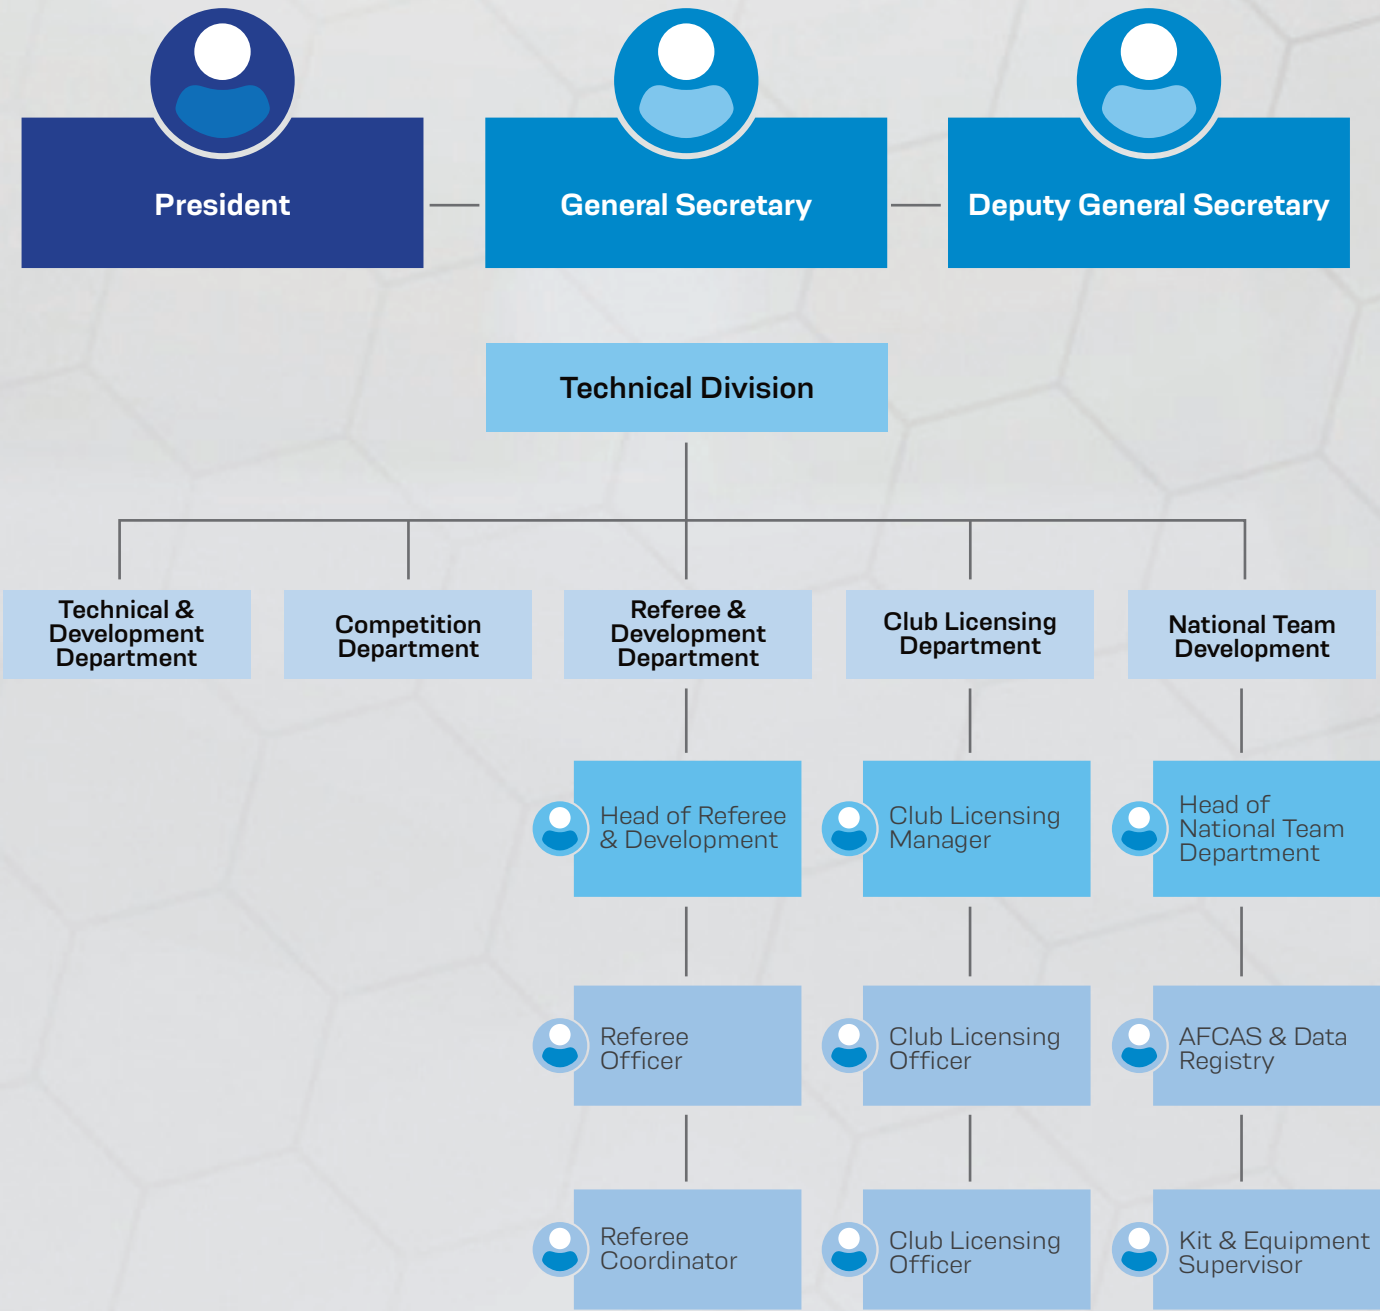 President
General Secretary
Deputy General Secretary
Technical Division
Technical &
Development
Department
Competition
Department
Referee &
Development
Department
Club Licensing
Department
National Team
Development
Head of Referee
& Development
Club Licensing
Manager
Head of
National Team
Department
Referee
Officer
Club Licensing
Officer
AFCAS & Data
Registry
Referee
Coordinator
Club Licensing
Officer
Kit & Equipment
Supervisor